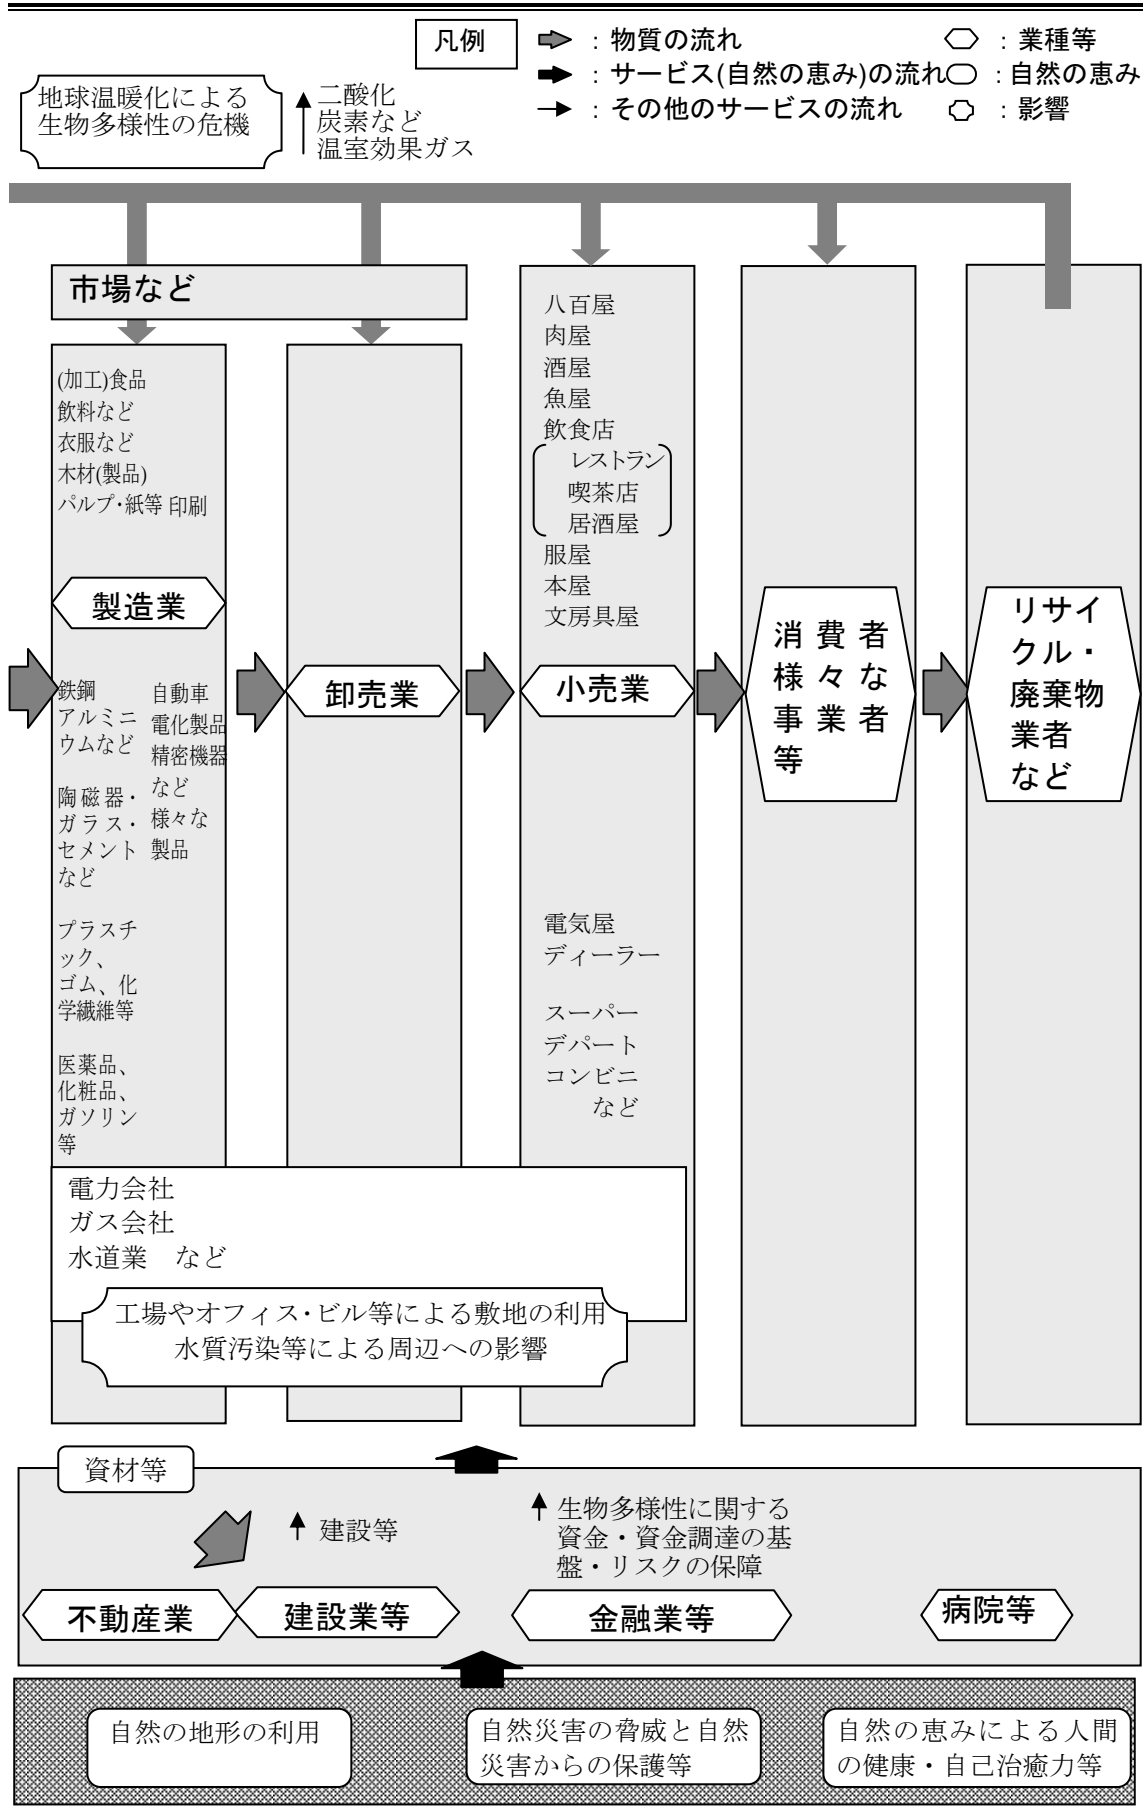 凡例
：物質の流れ
：サービス(自然の恵み)の流れ
：その他のサービスの流れ
：業種等
：自然の恵み
：影響
地球温暖化による
生物多様性の危機
二酸化
炭素など
温室効果ガス
市場など
(加工)食品
飲料など
衣服など
木材(製品)
パルプ・紙等 印刷
製造業
鉄鋼
アルミニ
ウムなど
陶磁器・
ガラス・
セメント
など
プラスチ
ック、
ゴム、化
学繊維等
医薬品、
化粧品、
ガソリン
等
自動車
電化製品
精密機器
など
様々な
製品
卸売業
八百屋
肉屋
酒屋
魚屋
飲食店
レストラン
喫茶店
居酒屋
服屋
本屋
文房具屋
小売業
電気屋
ディーラー
スーパー
デパート
コンビニ
など
消費者
様々な
事業者
等
リサイ
クル・
廃棄物
業者
など
電力会社
ガス会社
水道業　など
工場やオフィス・ビル等による敷地の利用
水質汚染等による周辺への影響
資材等
建設等
生物多様性に関する
資金・資金調達の基
盤・リスクの保障
不動産業
建設業等
金融業等
病院等
自然の地形の利用
自然災害の脅威と自然
災害からの保護等
自然の恵みによる人間
の健康・自己治癒力等